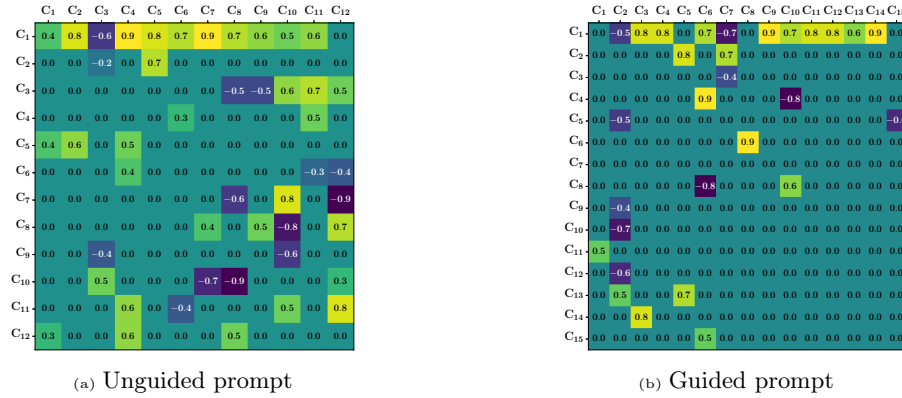 C1 C2 C3 C4 C5 C6 C7 C8 C9 C10 C11 C12
C1 0.4 0.8 −0.6 0.9 0.8 0.7 0.9 0.7 0.6 0.5 0.6 0.0
C2 0.0 0.0 −0.2 0.0 0.7 0.0 0.0 0.0 0.0 0.0 0.0 0.0
C3 0.0 0.0 0.0 0.0 0.0 0.0 0.0 −0.5 −0.5 0.6 0.7 0.5
C4 0.0 0.0 0.0 0.0 0.0 0.3 0.0 0.0 0.0 0.0 0.5 0.0
C5 0.4 0.6 0.0 0.5 0.0 0.0 0.0 0.0 0.0 0.0 0.0 0.0
C6 0.0 0.0 0.0 0.4 0.0 0.0 0.0 0.0 0.0 0.0 −0.3 −0.4
C7 0.0 0.0 0.0 0.0 0.0 0.0 0.0 −0.6 0.0 0.8 0.0 −0.9
C8 0.0 0.0 0.0 0.0 0.0 0.0 0.4 0.0 0.5 −0.8 0.0 0.7
C9 0.0 0.0 −0.4 0.0 0.0 0.0 0.0 0.0 0.0 −0.6 0.0 0.0
C10 0.0 0.0 0.5 0.0 0.0 0.0 −0.7 −0.9 0.0 0.0 0.0 0.3
C11 0.0 0.0 0.0 0.6 0.0 −0.4 0.0 0.0 0.0 0.5 0.0 0.8
C12 0.3 0.0 0.0 0.6 0.0 0.0 0.0 0.5 0.0 0.0 0.0 0.0
(a) Unguided prompt
C1 C2 C3 C4 C5 C6 C7 C8 C9 C10 C11 C12 C13 C14 C15
C1 0.0 −0.5 0.8 0.8 0.0 0.7 −0.7 0.0 0.9 0.7 0.8 0.8 0.6 0.9 0.0
C2 0.0 0.0 0.0 0.0 0.8 0.0 0.7 0.0 0.0 0.0 0.0 0.0 0.0 0.0 0.0
C3 0.0 0.0 0.0 0.0 0.0 0.0 −0.4 0.0 0.0 0.0 0.0 0.0 0.0 0.0 0.0
C4 0.0 0.0 0.0 0.0 0.0 0.9 0.0 0.0 0.0 −0.8 0.0 0.0 0.0 0.0 0.0
C5 0.0 −0.5 0.0 0.0 0.0 0.0 0.0 0.0 0.0 0.0 0.0 0.0 0.0 0.0
C6 0.0 0.0 0.0 0.0 0.0 0.0 0.0 0.9 0.0 0.0 0.0 0.0 0.0 0.0 0.0
C7 0.0 0.0 0.0 0.0 0.0 0.0 0.0 0.0 0.0 0.0 0.0 0.0 0.0 0.0 0.0
C8 0.0 0.0 0.0 0.0 0.0 −0.8 0.0 0.0 0.0 0.6 0.0 0.0 0.0 0.0 0.0
C9 0.0 −0.4 0.0 0.0 0.0 0.0 0.0 0.0 0.0 0.0 0.0 0.0 0.0 0.0 0.0
C10 0.0 −0.7 0.0 0.0 0.0 0.0 0.0 0.0 0.0 0.0 0.0 0.0 0.0 0.0 0.0
C11 0.5 0.0 0.0 0.0 0.0 0.0 0.0 0.0 0.0 0.0 0.0 0.0 0.0 0.0 0.0
C12 0.0 −0.6 0.0 0.0 0.0 0.0 0.0 0.0 0.0 0.0 0.0 0.0 0.0 0.0 0.0
C13 0.0 0.5 0.0 0.0 0.7 0.0 0.0 0.0 0.0 0.0 0.0 0.0 0.0 0.0 0.0
C14 0.0 0.0 0.8 0.0 0.0 0.0 0.0 0.0 0.0 0.0 0.0 0.0 0.0 0.0 0.0
C15 0.0 0.0 0.0 0.0 0.0 0.5 0.0 0.0 0.0 0.0 0.0 0.0 0.0 0.0 0.0
(b) Guided prompt